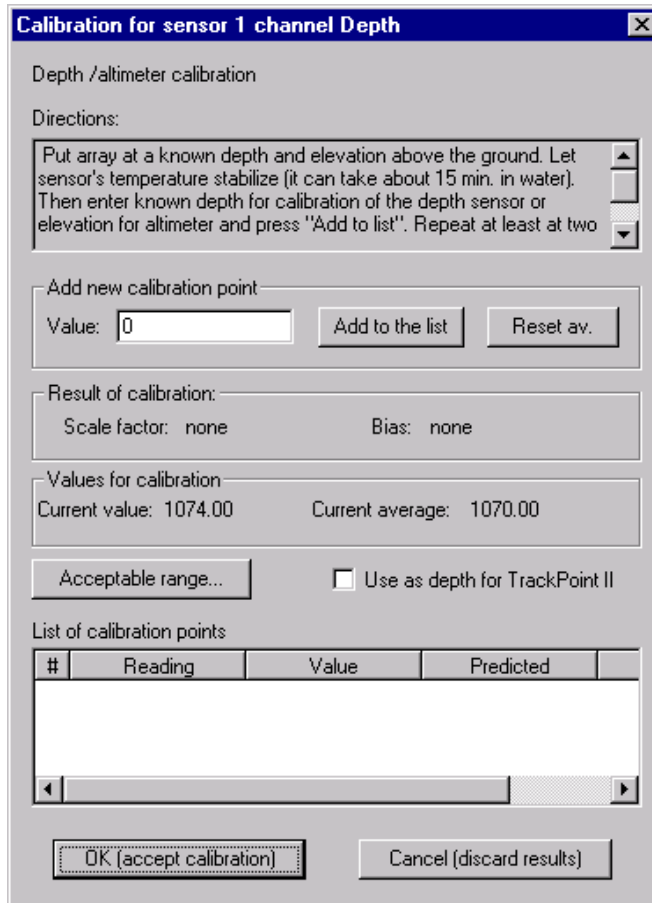 Calibration for sensor 1 channel Depth
Depth /altimeter calibration
Directions:
Put array at a known depth and elevation above the ground. Let
sensor's temperature stabilize (it can take about 15 min. in water).
Then enter known depth for calibration of the depth sensor or
elevation for altimeter and press "Add to list". Repeat at least at two
Add new calibration point
Value: 0 Add to the list Reset av.
Result of calibration:
Scale factor: none Bias: none
Values for calibration
Current value: 1074.00 Current average: 1070.00
Acceptable range... Use as depth for TrackPoint II
List of calibration points
# Reading Value Predicted
OK (accept calibration) Cancel (discard results)